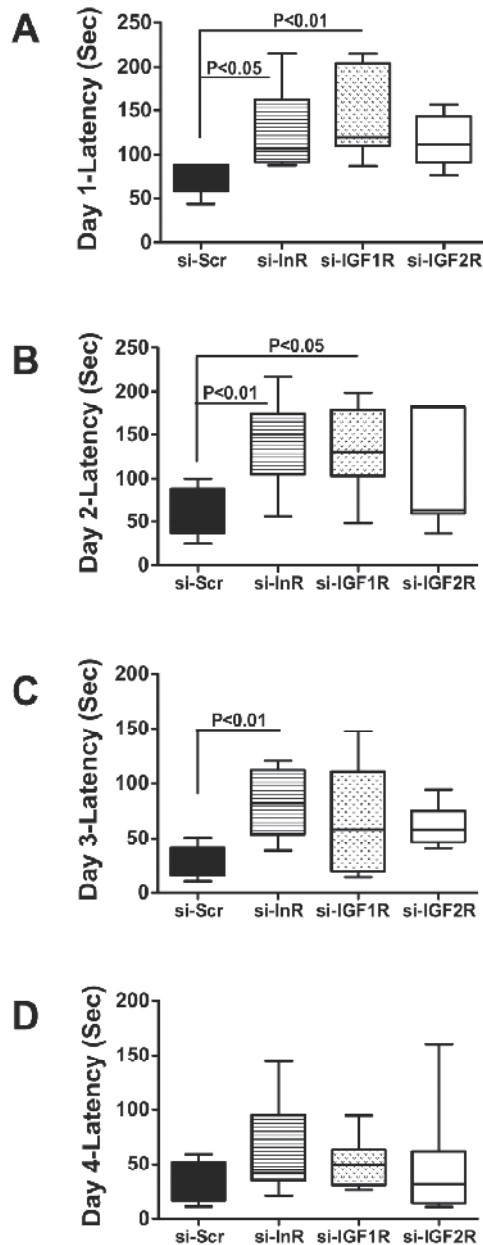 A
Day 1-Latency (Sec)
250
200
150
100
50
0
P<0.01
P<0.05
si-Scr si-InR si-IGF1R si-IGF2R
B
Day 2-Latency (Sec)
250
200
150
100
50
0
P<0.05
P<0.01
si-Scr si-InR si-IGF1R si-IGF2R
C
Day 3-Latency (Sec)
200
150
100
50
0
P<0.01
si-Scr si-InR si-IGF1R si-IGF2R
D
Day 4-Latency (Sec)
200
150
100
50
0
si-Scr si-InR si-IGF1R si-IGF2R